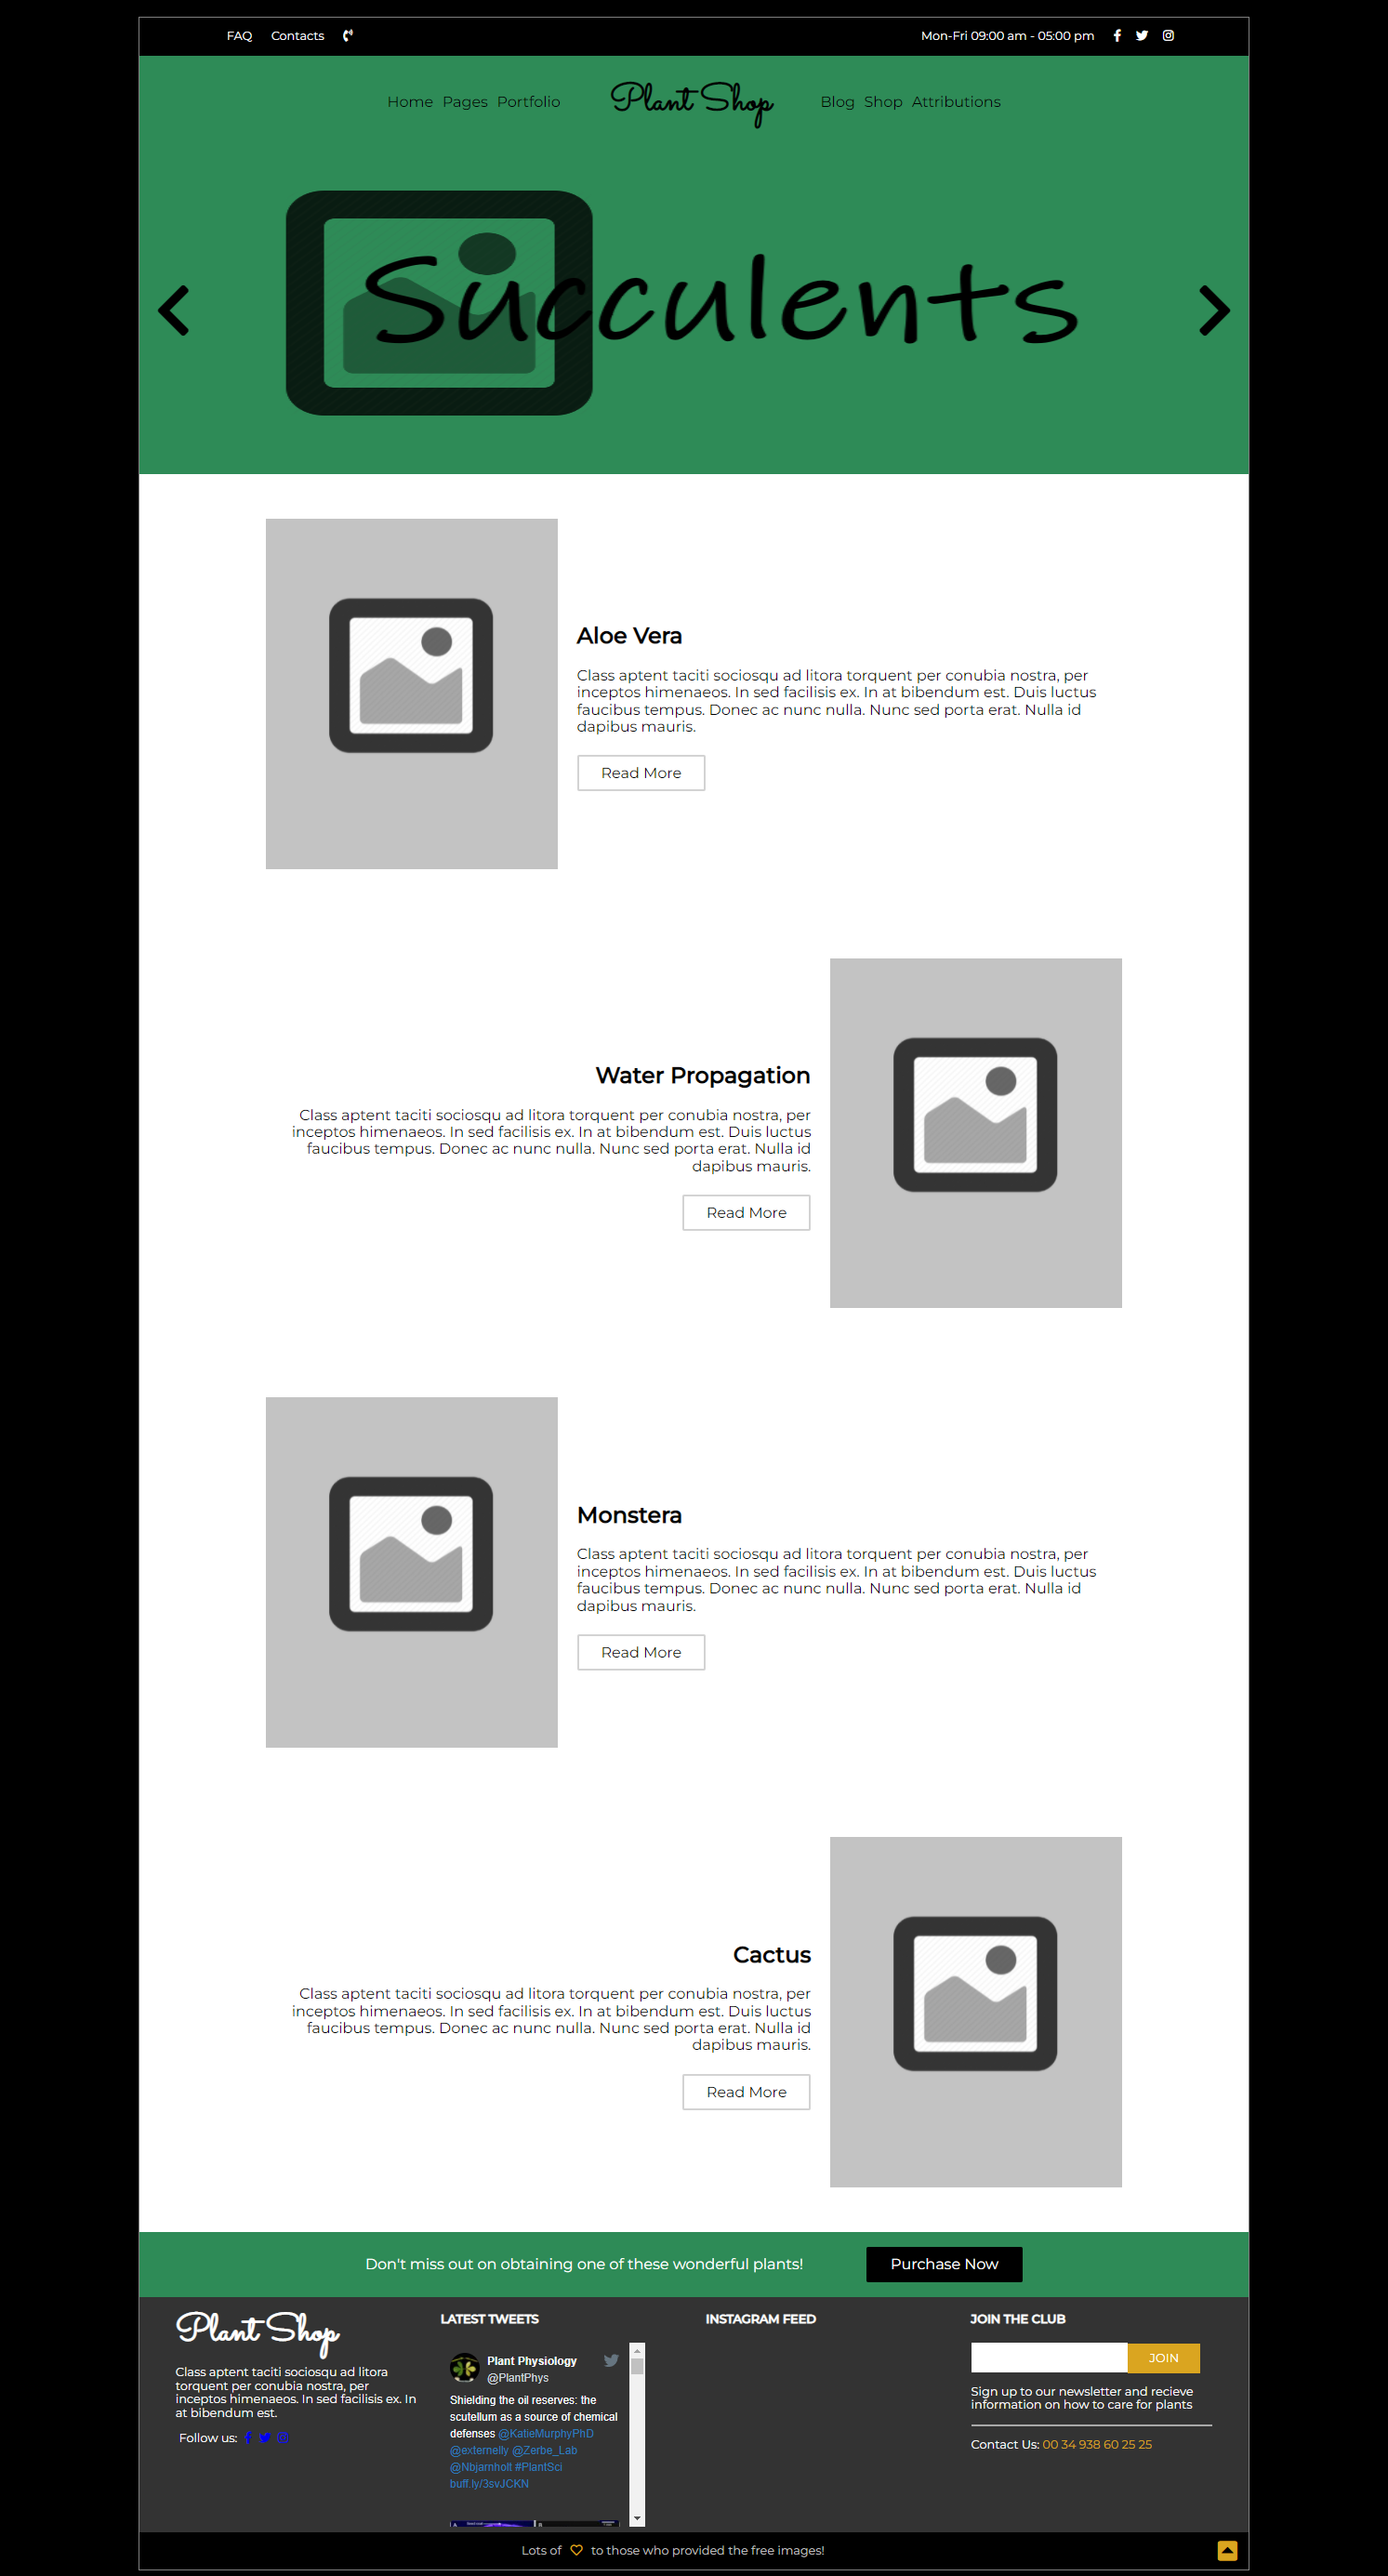 FAQ Contacts
Mon-Fri 09:00 am - 05:00 pm
Home Pages Portfolio
Plant Shop
Blog Shop Attributions
Succulents
Aloe Vera
Class aptent taciti sociosqu ad litora torquent per conubia nostra, per
inceptos himenaeos. In sed facilisis ex. In at bibendum est. Duis luctus
faucibus tempus. Donec ac nunc nulla. Nunc sed porta erat. Nulla id
dapibus mauris.
Read More
Water Propagation
Class aptent taciti sociosqu ad litora torquent per conubia nostra, per
inceptos himenaeos. In sed facilisis ex. In at bibendum est. Duis luctus
faucibus tempus. Donec ac nunc nulla. Nunc sed porta erat. Nulla id
dapibus mauris.
Read More
Monstera
Class aptent taciti sociosqu ad litora torquent per conubia nostra, per
inceptos himenaeos. In sed facilisis ex. In at bibendum est. Duis luctus
faucibus tempus. Donec ac nunc nulla. Nunc sed porta erat. Nulla id
dapibus mauris.
Read More
Cactus
Class aptent taciti sociosqu ad litora torquent per conubia nostra, per
inceptos himenaeos. In sed facilisis ex. In at bibendum est. Duis luctus
faucibus tempus. Donec ac nunc nulla. Nunc sed porta erat. Nulla id
dapibus mauris.
Read More
Don't miss out on obtaining one of these wonderful plants!
Purchase Now
Plant Shop
Class aptent taciti sociosqu ad litora
torquent per conubia nostra, per
inceptos himenaeos. In sed facilisis ex. In
at bibendum est.
Follow us:
LATEST TWEETS
Plant Physiology
@PlantPhys
Shielding the oil reserves: the
scutellum as a source of chemical
defenses @KatieMurphyPhD
@externelly @Zerbe_Lab
@Nbjarnholt #PlantSci
buff.ly/3svJCKN
INSTAGRAM FEED
JOIN THE CLUB
JOIN
Sign up to our newsletter and recieve
information on how to care for plants
Contact Us: 00 34 938 60 25 25
Lots of to those who provided the free images!